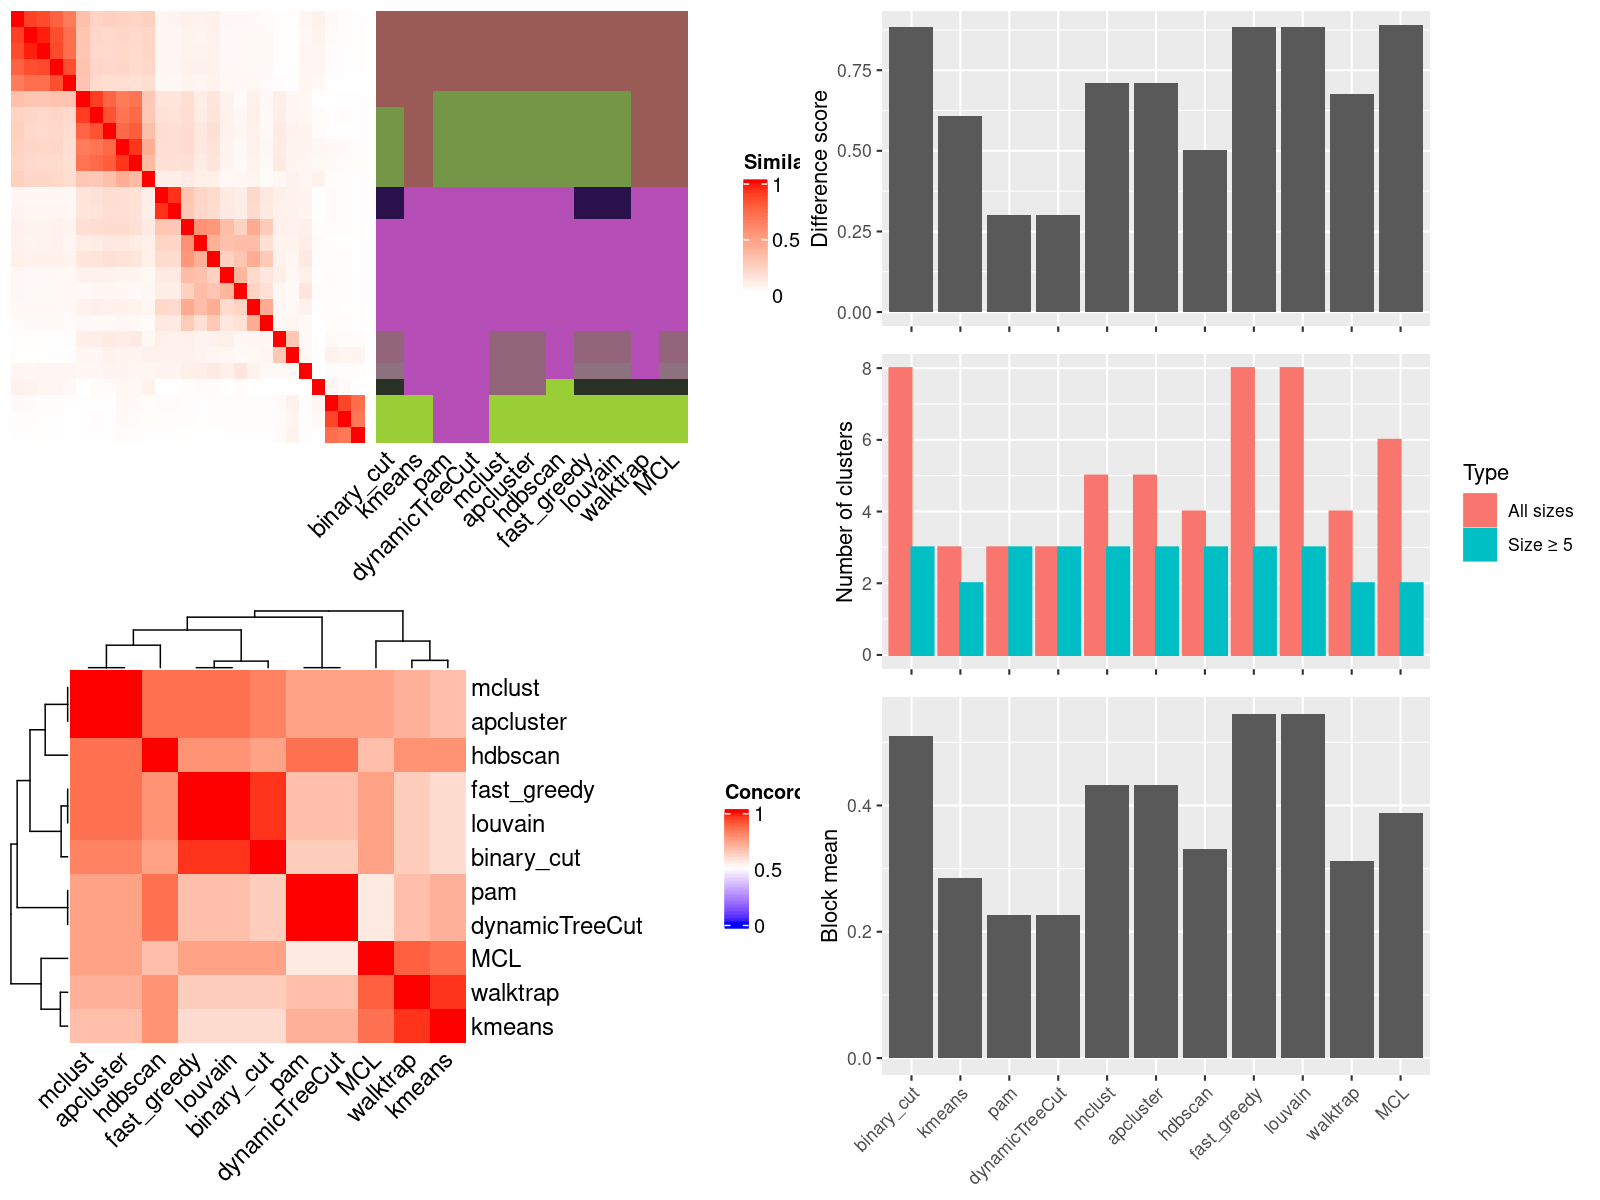 Simila
1
0.5
0
binary_cut
kmeans
pam
dynamicTreeCut
mclust
apcluster
hdbscan
fast_greedy
louvain
walktrap
MCL
mclust
apcluster
hdbscan
fast_greedy
louvain
binary_cut
pam
dynamicTreeCut
MCL
walktrap
kmeans
Concord
1
0.5
0
mclust
apcluster
hdbscan
fast_greedy
louvain
binary_cut
pam
dynamicTreeCut
MCL
walktrap
kmeans
Difference score
0.75
0.50
0.25
0.00
Number of clusters
8
6
4
2
0
Type
All sizes
Size ≥ 5
Block mean
0.4
0.2
0.0
binary_cut
kmeans
pam
dynamicTreeCut
mclust
apcluster
hdbscan
fast_greedy
louvain
walktrap
MCL